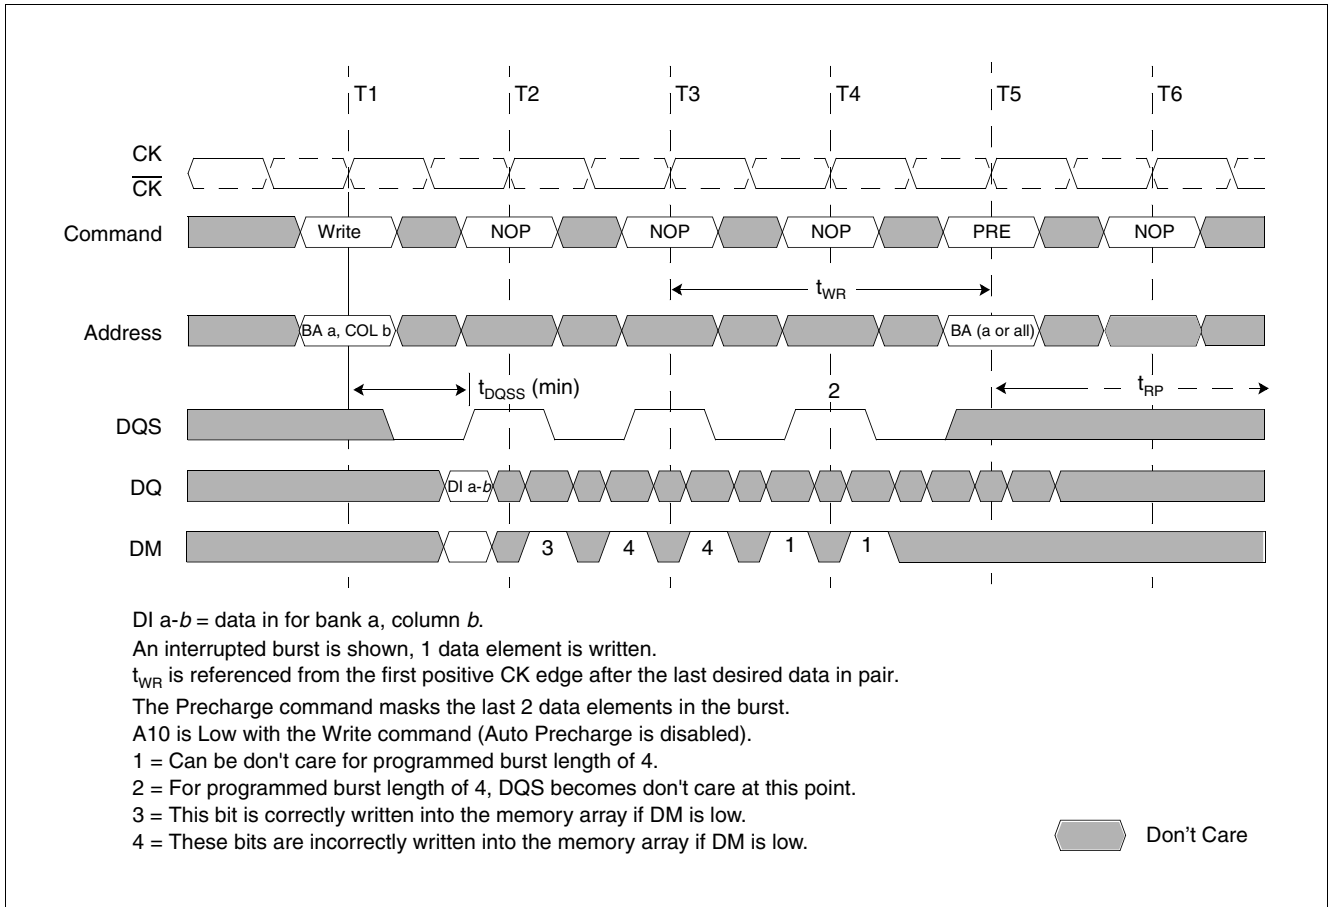 T1 T2 T3 T4 T5 T6
CK
CK
Command Write NOP NOP NOP PRE NOP
tWR
Address BA a, COL b BA (a or all)
tDQSS (min) 2 tRP
DQS
DQ DI a-b
DM 3 4 4 1 1
DI a-b = data in for bank a, column b.
An interrupted burst is shown, 1 data element is written.
tWR is referenced from the first positive CK edge after the last desired data in pair.
The Precharge command masks the last 2 data elements in the burst.
A10 is Low with the Write command (Auto Precharge is disabled).
1 = Can be don't care for programmed burst length of 4.
2 = For programmed burst length of 4, DQS becomes don't care at this point.
3 = This bit is correctly written into the memory array if DM is low.
4 = These bits are incorrectly written into the memory array if DM is low.
Don't Care